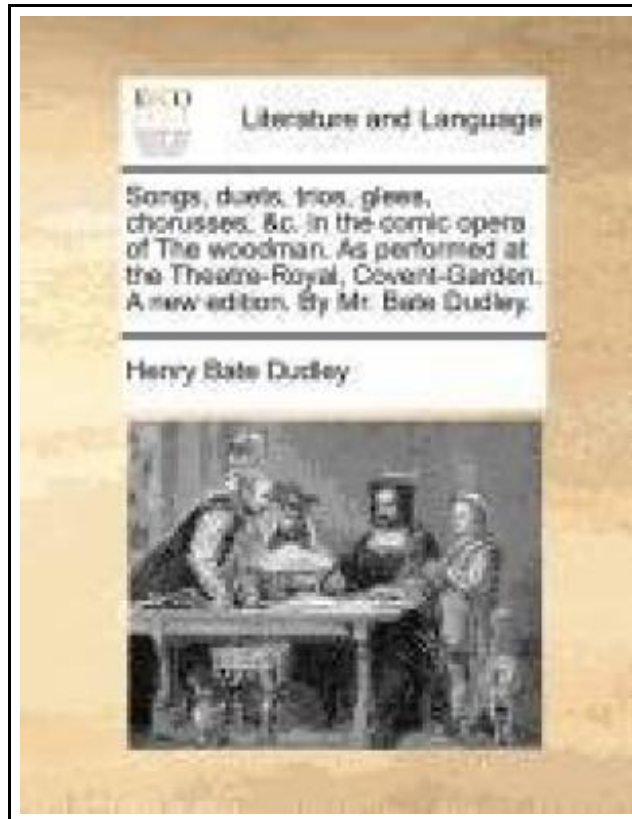 ECCO
Literature and Language
Songs, duets, trios, glees,
chorusses, &c. in the comic opera
of The woodman. As performed at
the Theatre-Royal, Covent-Garden.
A new edition. By Mr. Bate Dudley.
Henry Bate Dudley